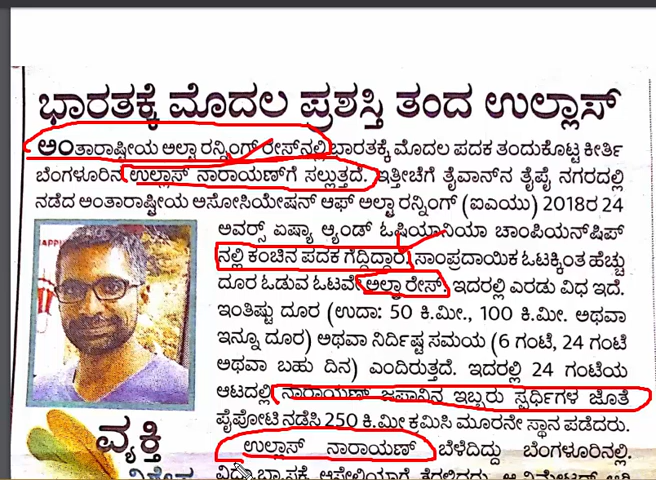 ಭಾರತಕ್ಕೆ ಮೊದಲ ಪ್ರಶಸ್ತಿ ತಂದ ಉಲ್ಲಾಸ್
ಅಂತಾರಾಷ್ಟ್ರೀಯ ಅಲ್ಟ್ರಾ ರನ್ನಿಂಗ್ ರೇಸ್‌ನಲ್ಲಿ ಭಾರತಕ್ಕೆ ಮೊದಲ ಪದಕ ತಂದುಕೊಟ್ಟ ಕೀರ್ತಿ
ಬೆಂಗಳೂರಿನ ಉಲ್ಲಾಸ್ ನಾರಾಯಣ್‌ಗೆ ಸಲ್ಲುತ್ತದೆ. ಇತ್ತೀಚೆಗೆ ತೈವಾನ್‌ನ ತೈಪೈ ನಗರದಲ್ಲಿ
ನಡೆದ ಅಂತಾರಾಷ್ಟ್ರೀಯ ಅಸೋಸಿಯೇಷನ್ ಆಫ್ ಅಲ್ಟ್ರಾ ರನ್ನಿಂಗ್ (ಐಎಯು) 2018ರ 24
ಅವರ್ಸ್ ಏಷ್ಯಾ ಆ್ಯಂಡ್ ಓಷಿಯಾನಿಯಾ ಚಾಂಪಿಯನ್‌ಷಿಪ್
ನಲ್ಲಿ ಕಂಚಿನ ಪದಕ ಗೆದ್ದಿದ್ದಾರೆ. ಸಾಂಪ್ರದಾಯಿಕ ಓಟಕ್ಕಿಂತ ಹೆಚ್ಚು
ದೂರ ಓಡುವ ಓಟವೇ ಅಲ್ಟ್ರಾ ರೇಸ್. ಇದರಲ್ಲಿ ಎರಡು ವಿಧ ಇದೆ.
ಇಂತಿಷ್ಟು ದೂರ (ಉದಾ: 50 ಕಿ.ಮೀ., 100 ಕಿ.ಮೀ. ಅಥವಾ
ಇನ್ನೂ ದೂರ) ಅಥವಾ ನಿರ್ದಿಷ್ಟ ಸಮಯ (6 ಗಂಟೆ, 24 ಗಂಟೆ
ಅಥವಾ ಬಹು ದಿನ) ಎಂದಿರುತ್ತದೆ. ಇದರಲ್ಲಿ 24 ಗಂಟೆಯ
ಆಟದಲ್ಲಿ ನಾರಾಯಣ್ ಜಪಾನಿನ ಇಬ್ಬರು ಸ್ಪರ್ಧಿಗಳ ಜೊತೆ
ಪೈಪೋಟಿ ನಡೆಸಿ 250 ಕಿ.ಮೀ ಕ್ರಮಿಸಿ ಮೂರನೇ ಸ್ಥಾನ ಪಡೆದರು.
ಉಲ್ಲಾಸ್ ನಾರಾಯಣ್ ಬೆಳೆದಿದ್ದು ಬೆಂಗಳೂರಿನಲ್ಲಿ.
ವ್ಯಕ್ತಿ